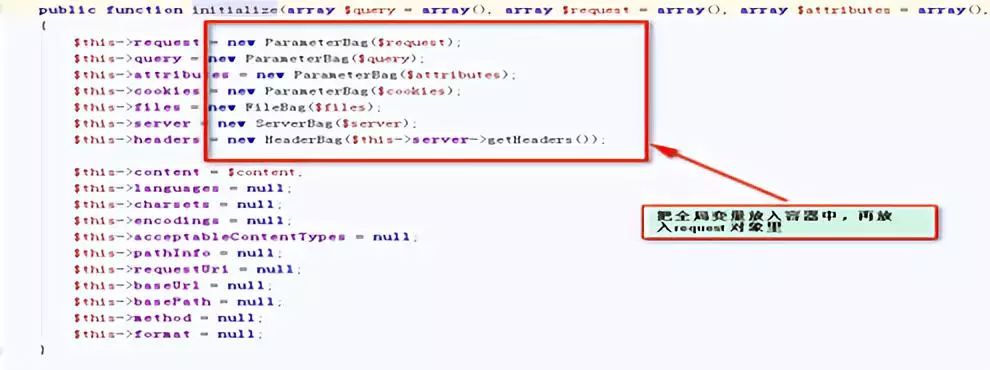 public function initialize(array $query = array(), array $request = array(), array $attributes = array(),
{
$this->request = new ParameterBag($request);
$this->query = new ParameterBag($query);
$this->attributes = new ParameterBag($attributes);
$this->cookies = new ParameterBag($cookies);
$this->files = new FileBag($files);
$this->server = new ServerBag($server);
$this->headers = new HeaderBag($this->server->getHeaders());
$this->content = $content;
$this->languages = null;
$this->charsets = null;
$this->encodings = null;
$this->acceptableContentTypes = null;
$this->pathInfo = null;
$this->requestUri = null;
$this->baseUrl = null;
$this->basePath = null;
$this->method = null;
$this->format = null;
}
把全局变量放入容器中，再放
入request 对象里